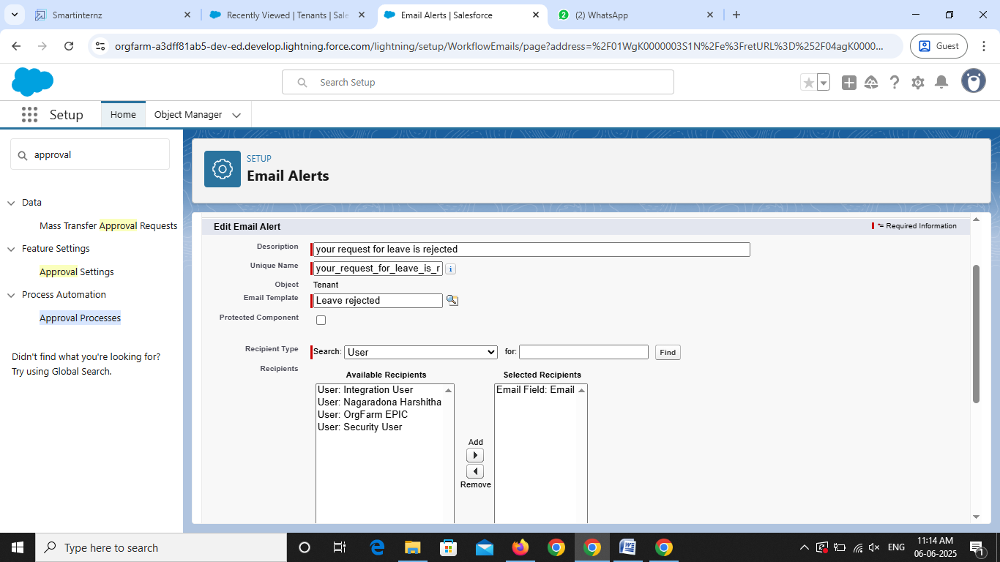 Smartinternz
Recently Viewed | Tenants | Sale
Email Alerts | Salesforce
2
(2) WhatsApp
orgfarm-a3dff81ab5-dev-ed.develop.lightning.force.com/lightning/setup/WorkflowEmails/page?address=%2F01WgK0000003S1N%2Fe%3FretURL%3D%252F04agK0000...
Guest
Search Setup
Setup
Home
Object Manager
approval
SETUP
Email Alerts
Data
Mass Transfer Approval Requests
Feature Settings
Approval Settings
Process Automation
Approval Processes
Didn't find what you're looking for?
Try using Global Search.
Edit Email Alert
*= Required Information
Description
your request for leave is rejected
Unique Name
your_request_for_leave_is_r
i
Object
Tenant
Email Template
Leave rejected
Protected Component
Recipient Type
Search:
User
for:
Find
Recipients
Available Recipients
Selected Recipients
User: Integration User
User: Nagaradona Harshitha
User: OrgFarm EPIC
User: Security User
Email Field: Email
Add
Remove
Type here to search
ENG
11:14 AM
06-06-2025
1